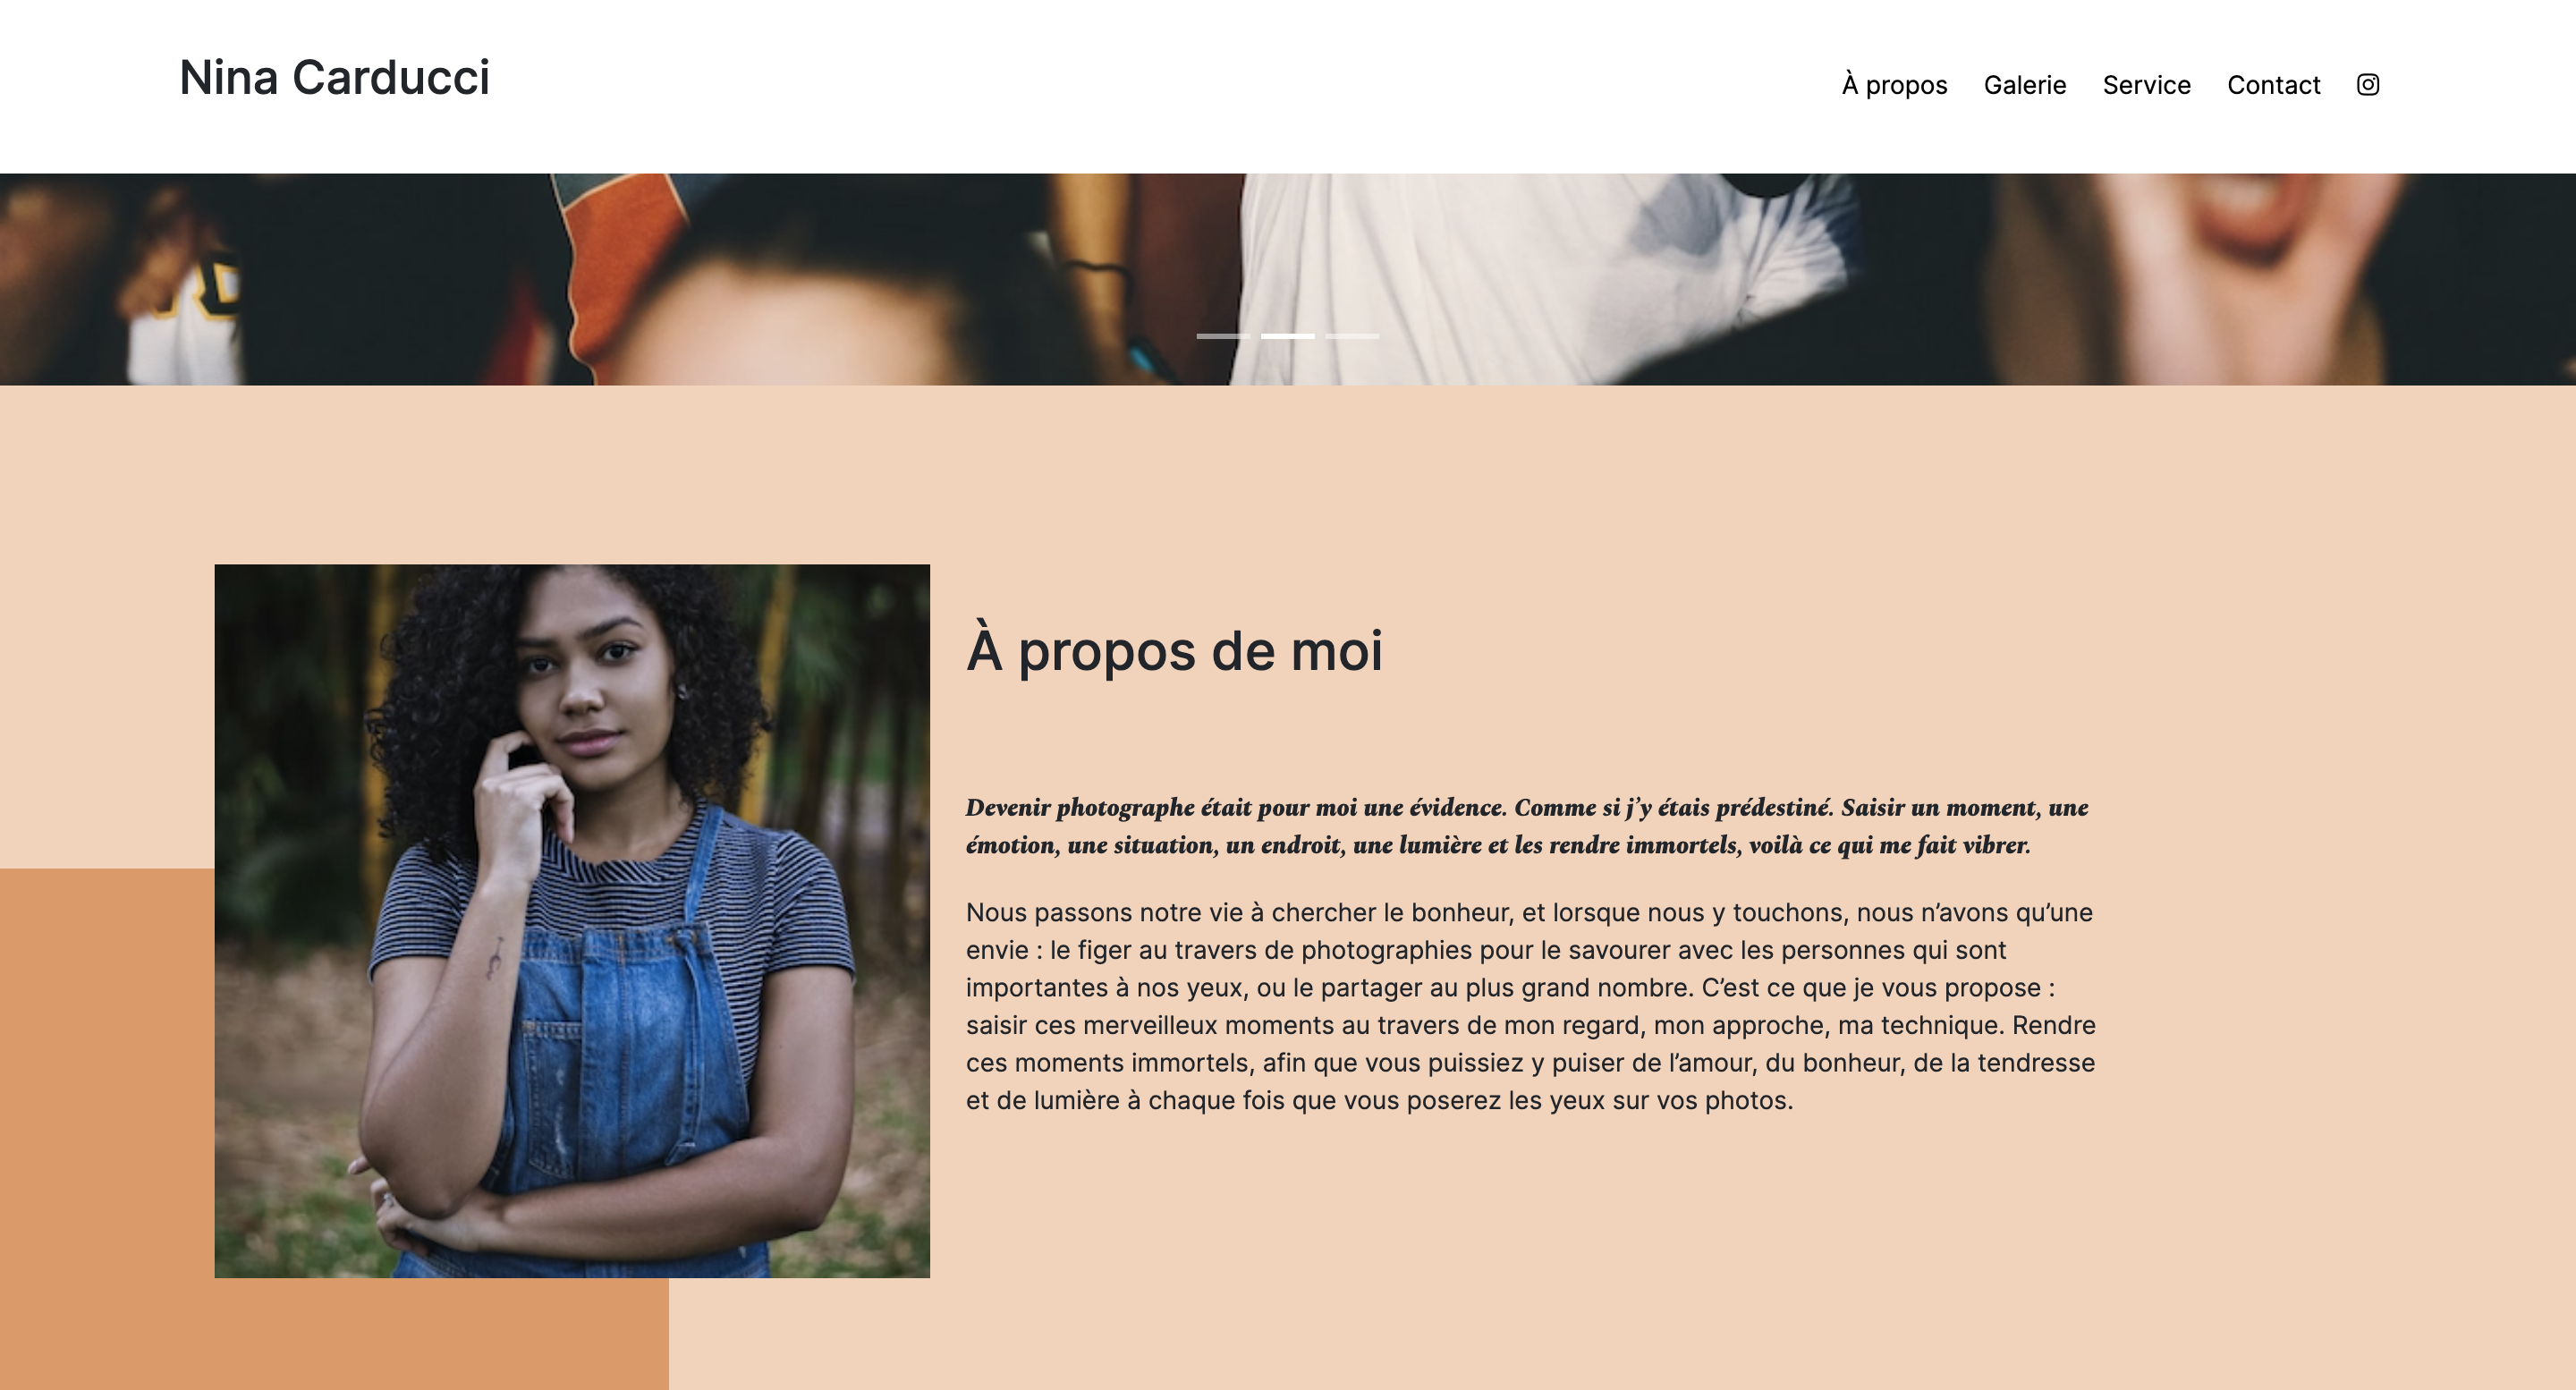 Nina Carducci
À propos Galerie Service Contact
À propos de moi
Devenir photographe était pour moi une évidence. Comme si j’y étais prédestiné. Saisir un moment, une
émotion, une situation, un endroit, une lumière et les rendre immortels, voilà ce qui me fait vibrer.
Nous passons notre vie à chercher le bonheur, et lorsque nous y touchons, nous n’avons qu’une
envie : le figer au travers de photographies pour le savourer avec les personnes qui sont
importantes à nos yeux, ou le partager au plus grand nombre. C’est ce que je vous propose :
saisir ces merveilleux moments au travers de mon regard, mon approche, ma technique. Rendre
ces moments immortels, afin que vous puissiez y puiser de l’amour, du bonheur, de la tendresse
et de lumière à chaque fois que vous poserez les yeux sur vos photos.